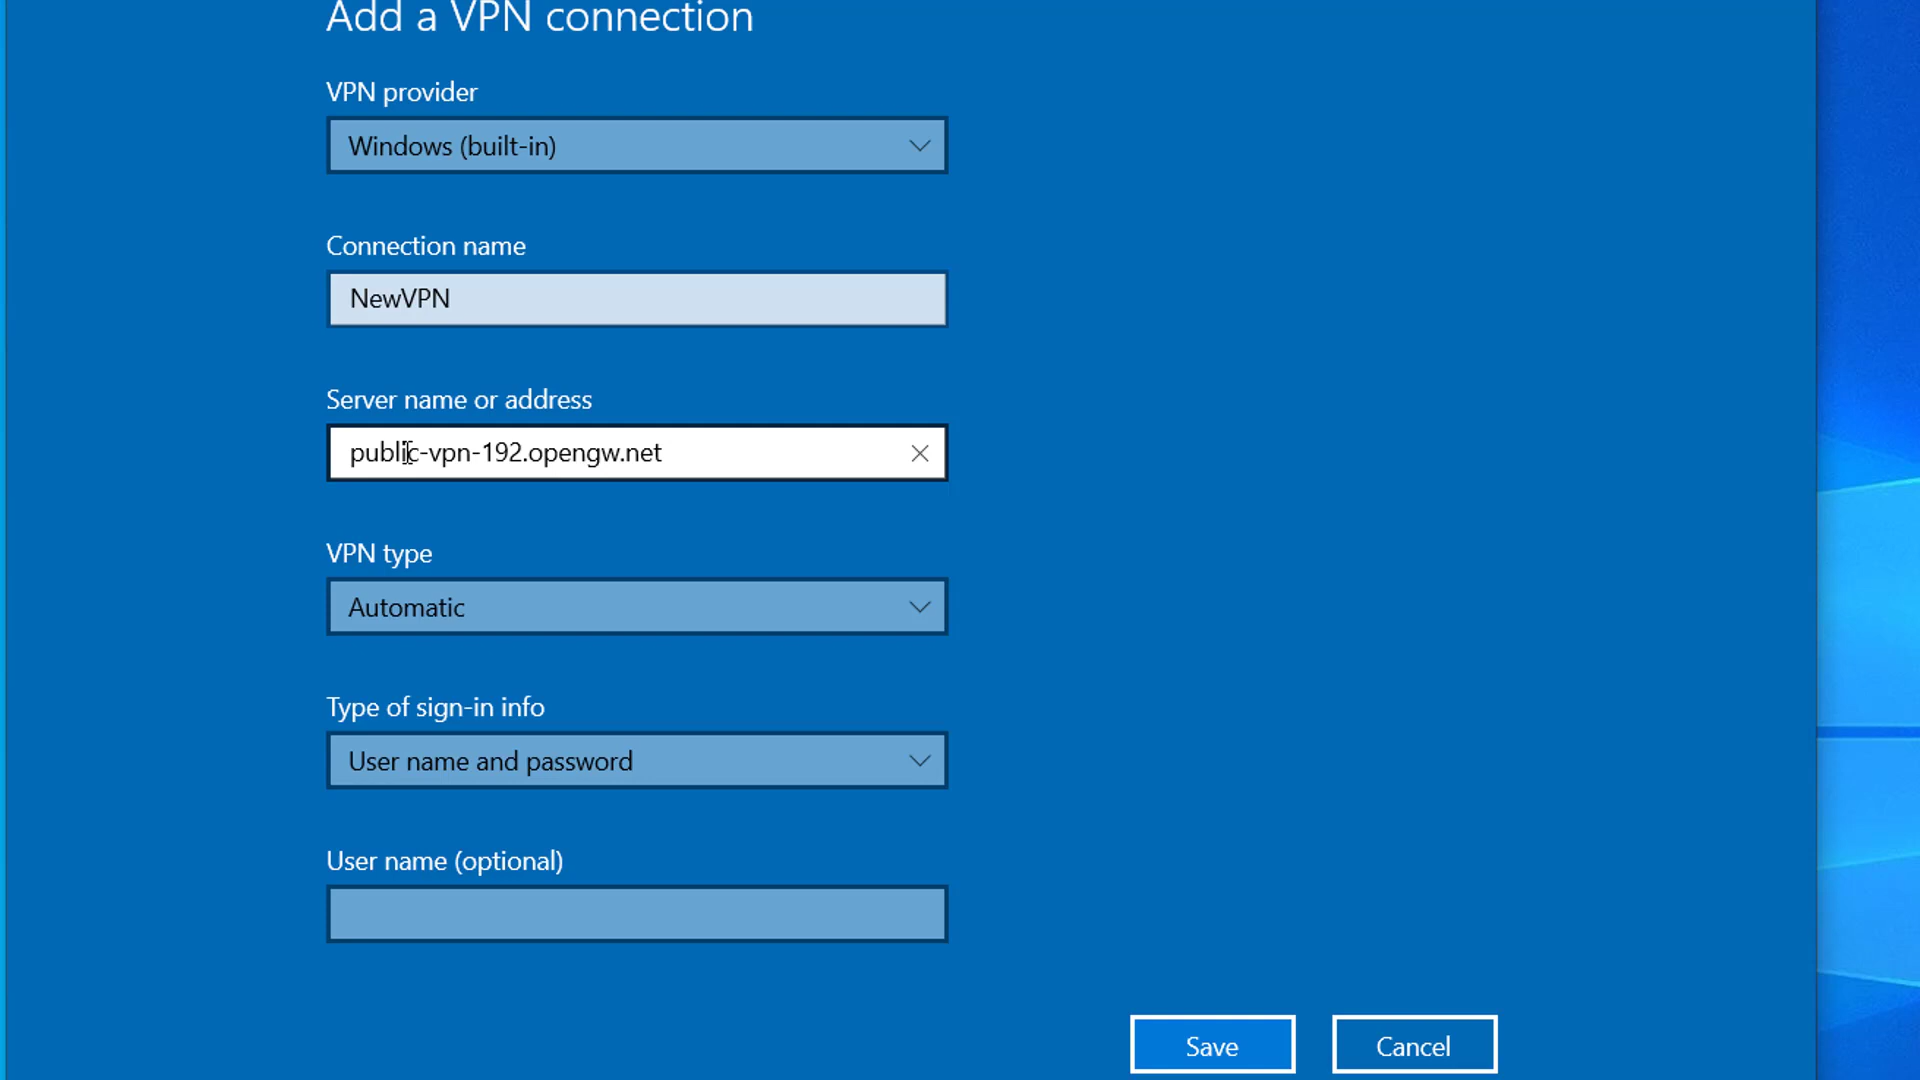 Add a VPN connection
VPN provider
Windows (built-in)
Connection name
NewVPN
Server name or address
public-vpn-192.opengw.net
VPN type
Automatic
Type of sign-in info
User name and password
User name (optional)
Save
Cancel